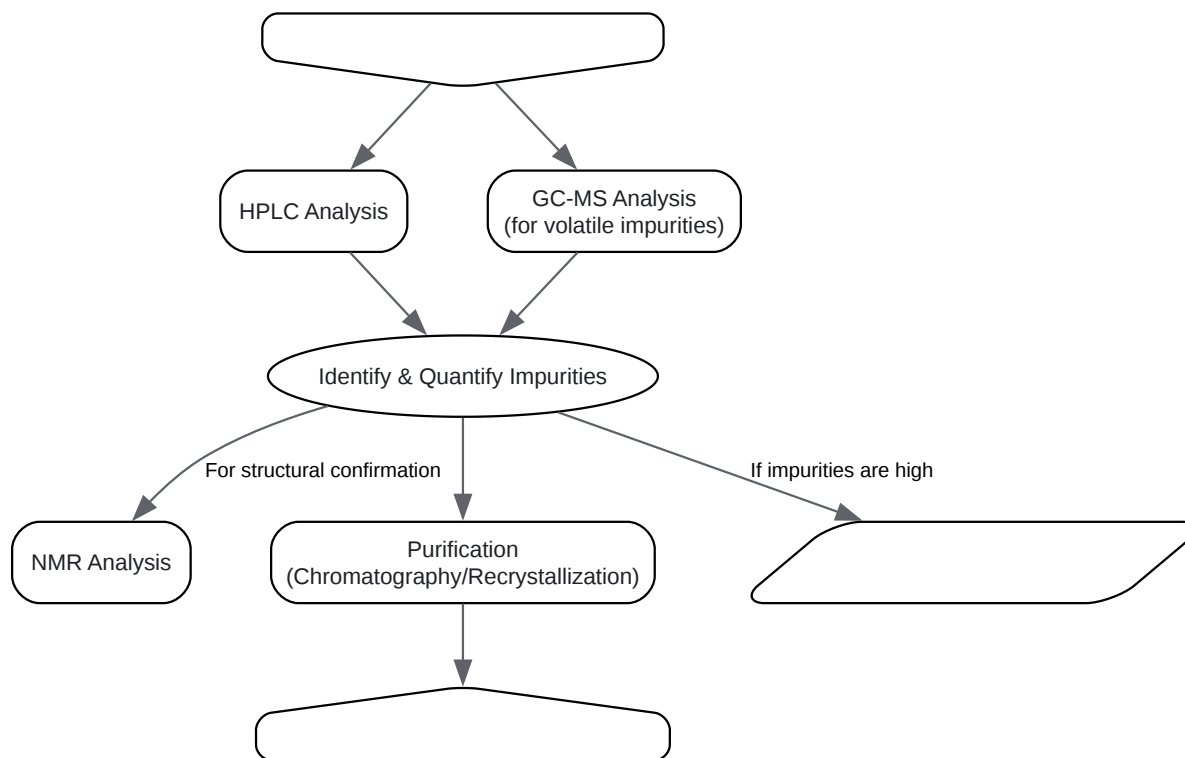 HPLC Analysis
GC-MS Analysis
(for volatile impurities)
Identify & Quantify Impurities
For structural confirmation
If impurities are high
NMR Analysis
Purification
(Chromatography/Recrystallization)